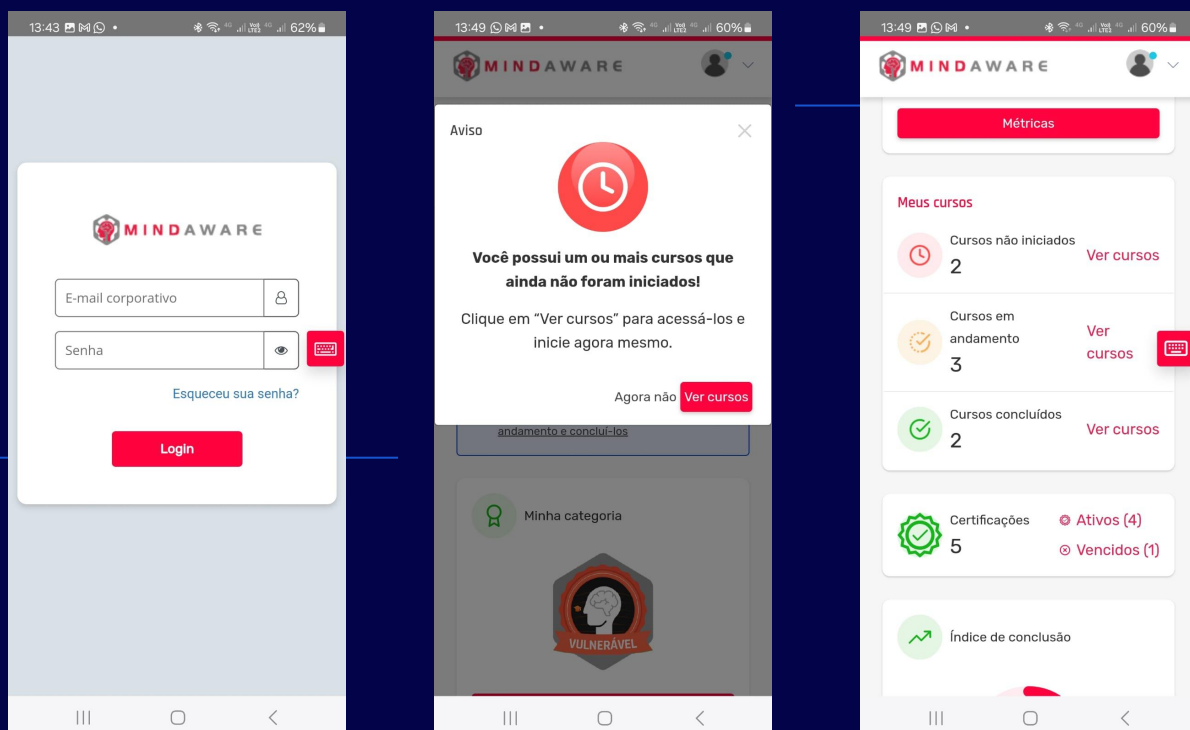 13:43
62%
MINDAWARE
E-mail corporativo
Senha
Esqueceu sua senha?
Login
13:49
60%
MINDAWARE
Aviso
Você possui um ou mais cursos que
ainda não foram iniciados!
Clique em “Ver cursos” para acessá-los e
inicie agora mesmo.
Agora não
Ver cursos
andamento e concluí-los
Minha categoria
VULNERÁVEL
13:49
60%
MINDAWARE
Métricas
Meus cursos
Cursos não iniciados
2
Ver cursos
Cursos em
andamento
3
Ver
cursos
Cursos concluídos
2
Ver cursos
Certificações
5
Ativos (4)
Vencidos (1)
Índice de conclusão